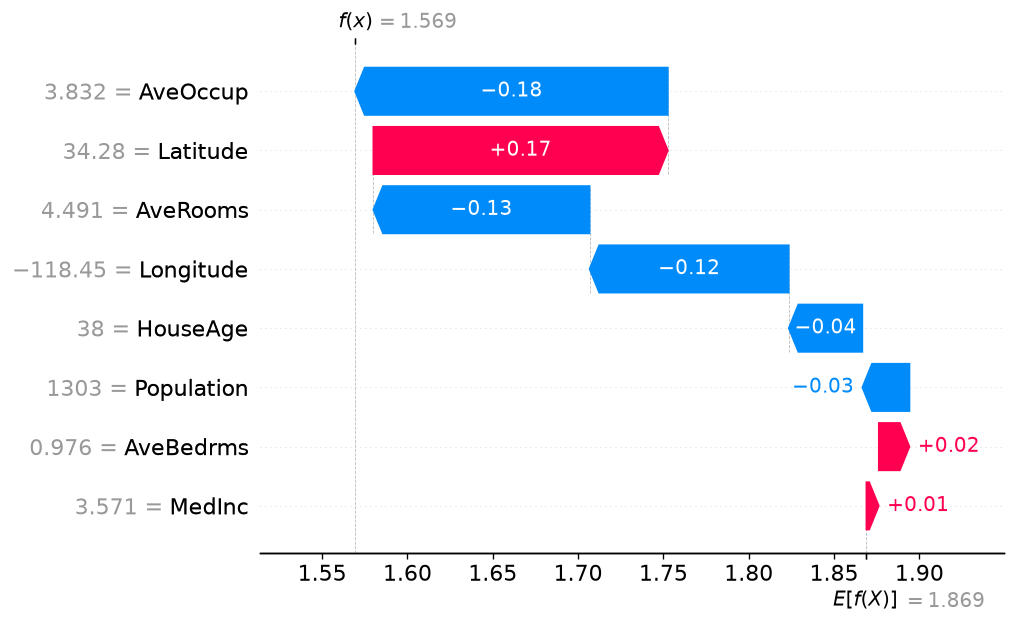 f(x) = 1.569
3.832 = AveOccup −0.18
34.28 = Latitude +0.17
4.491 = AveRooms −0.13
−118.45 = Longitude −0.12
38 = HouseAge −0.04
1303 = Population −0.03
0.976 = AveBedrms +0.02
3.571 = MedInc +0.01
1.55 1.60 1.65 1.70 1.75 1.80 1.85 1.90
E[f(X)] = 1.869